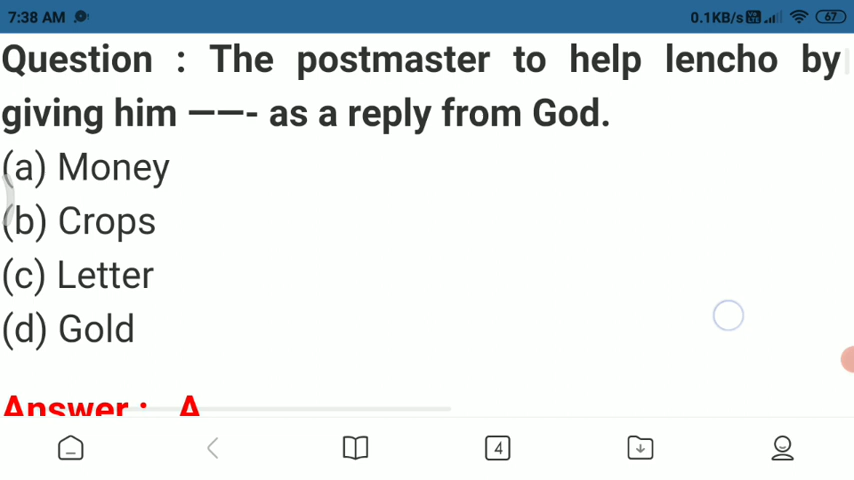 7:38 AM
0.1KB/s
67
Question : The postmaster to help lencho by
giving him ——- as a reply from God.
(a) Money
(b) Crops
(c) Letter
(d) Gold
Answer : A
4